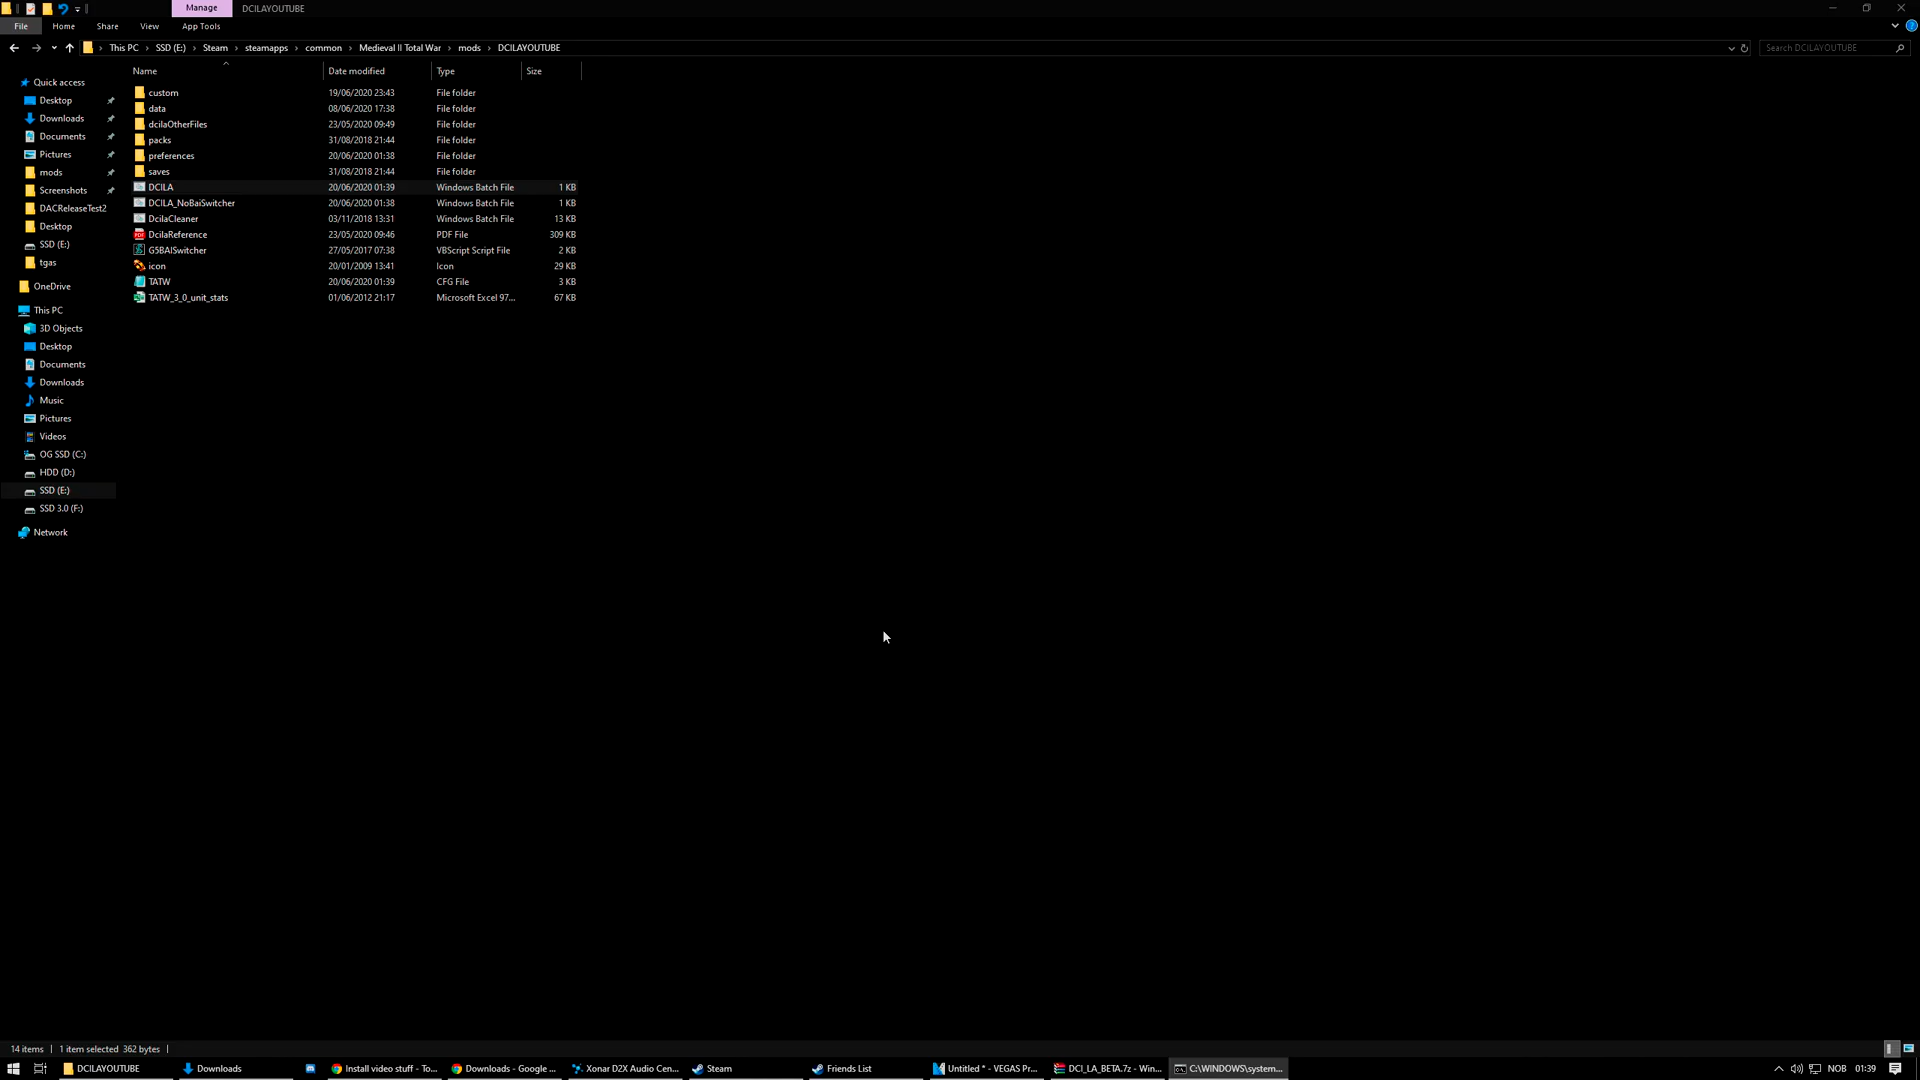 Manage DCILAYOUTUBE
File Home Share View App Tools
This PC SSD (E:) Steam steamapps common Medieval II Total War mods DCILAYOUTUBE Search DCILAYOUTUBE
Name Date modified Type Size
custom 19/06/2020 23:43 File folder
data 08/06/2020 17:38 File folder
dcilaOtherFiles 23/05/2020 09:49 File folder
packs 31/08/2018 21:44 File folder
preferences 20/06/2020 01:38 File folder
saves 31/08/2018 21:44 File folder
DCILA 20/06/2020 01:39 Windows Batch File 1 KB
DCILA_NoBaiSwitcher 20/06/2020 01:38 Windows Batch File 1 KB
DcilaCleaner 03/11/2018 13:31 Windows Batch File 13 KB
DcilaReference 23/05/2020 09:46 PDF File 309 KB
G5BAISwitcher 27/05/2017 07:38 VBScript Script File 2 KB
icon 20/01/2009 13:41 Icon 29 KB
TATW 20/06/2020 01:39 CFG File 3 KB
TATW_3_0_unit_stats 01/06/2012 21:17 Microsoft Excel 97... 67 KB
Quick access
Desktop
Downloads
Documents
Pictures
mods
Screenshots
DACReleaseTest2
Desktop
SSD (E:)
tgas
OneDrive
This PC
3D Objects
Desktop
Documents
Downloads
Music
Pictures
Videos
OG SSD (C:)
HDD (D:)
SSD (E:)
SSD 3.0 (F:)
Network
14 items 1 item selected 362 bytes
DCILAYOUTUBE Downloads Install video stuff - To... Downloads - Google ... Xonar D2X Audio Cen... Steam Friends List Untitled * - VEGAS Pr... DCI_LA_BETA.7z - Win... C:\WINDOWS\system... NOB 01:39